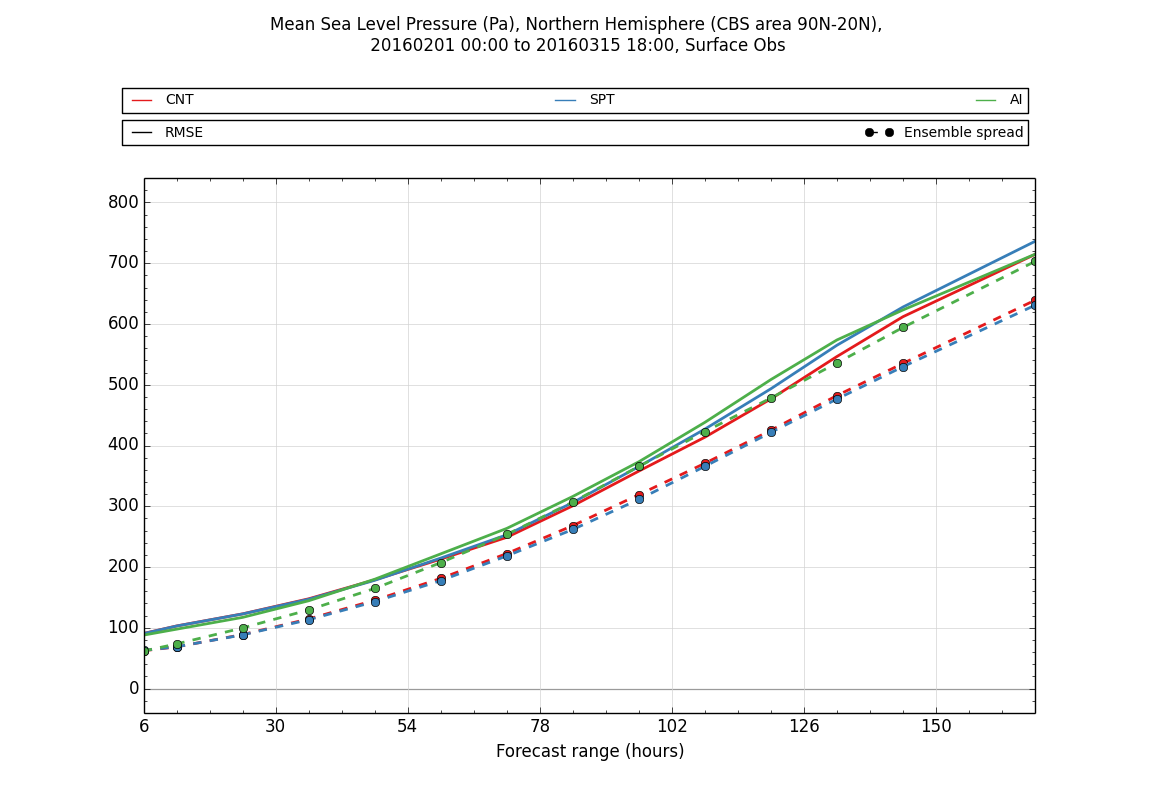 Mean Sea Level Pressure (Pa), Northern Hemisphere (CBS area 90N-20N),
20160201 00:00 to 20160315 18:00, Surface Obs
CNT SPT AI
RMSE Ensemble spread
800
700
600
500
400
300
200
100
0
6 30 54 78 102 126 150
Forecast range (hours)